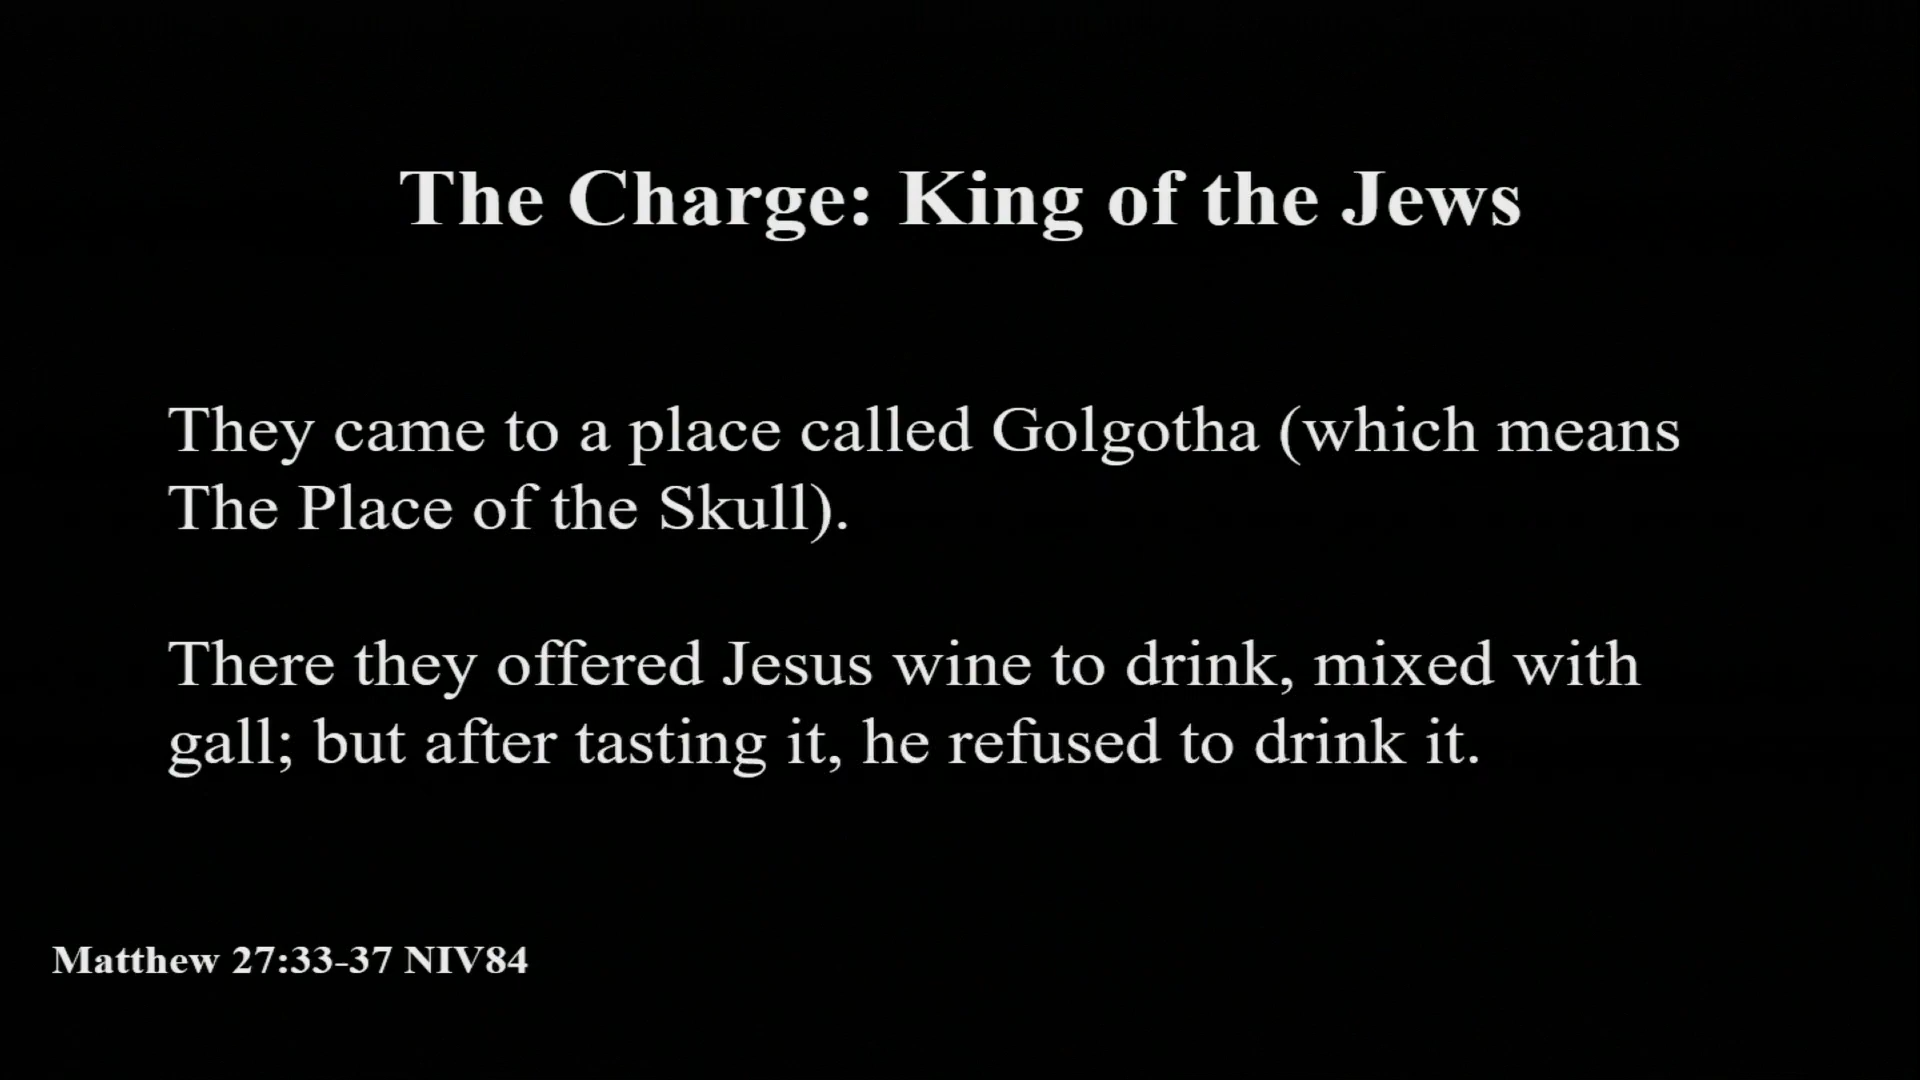 The Charge: King of the Jews
They came to a place called Golgotha (which means
The Place of the Skull).
There they offered Jesus wine to drink, mixed with
gall; but after tasting it, he refused to drink it.
Matthew 27:33-37 NIV84